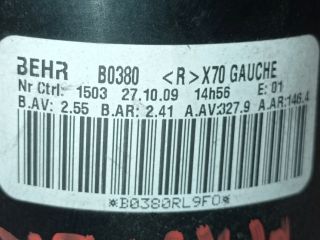 BEHR B0380 <R>X70 GAUCHE
Nr Ctrl: 1503 27.10.09 14h56 E: 01
B.AV: 2.55 B.AR: 2.41 A.AV:327.9 A.AR:146.4
*B0380RL9F0*